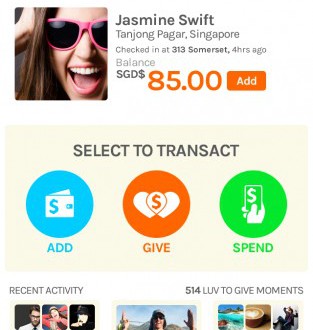 Jasmine Swift
Tanjong Pagar, Singapore
Checked in at 313 Somerset, 4hrs ago
Balance
SGD$ 85.00 Add
SELECT TO TRANSACT
$ $ $
ADD GIVE SPEND
RECENT ACTIVITY 514 LUV TO GIVE MOMENTS